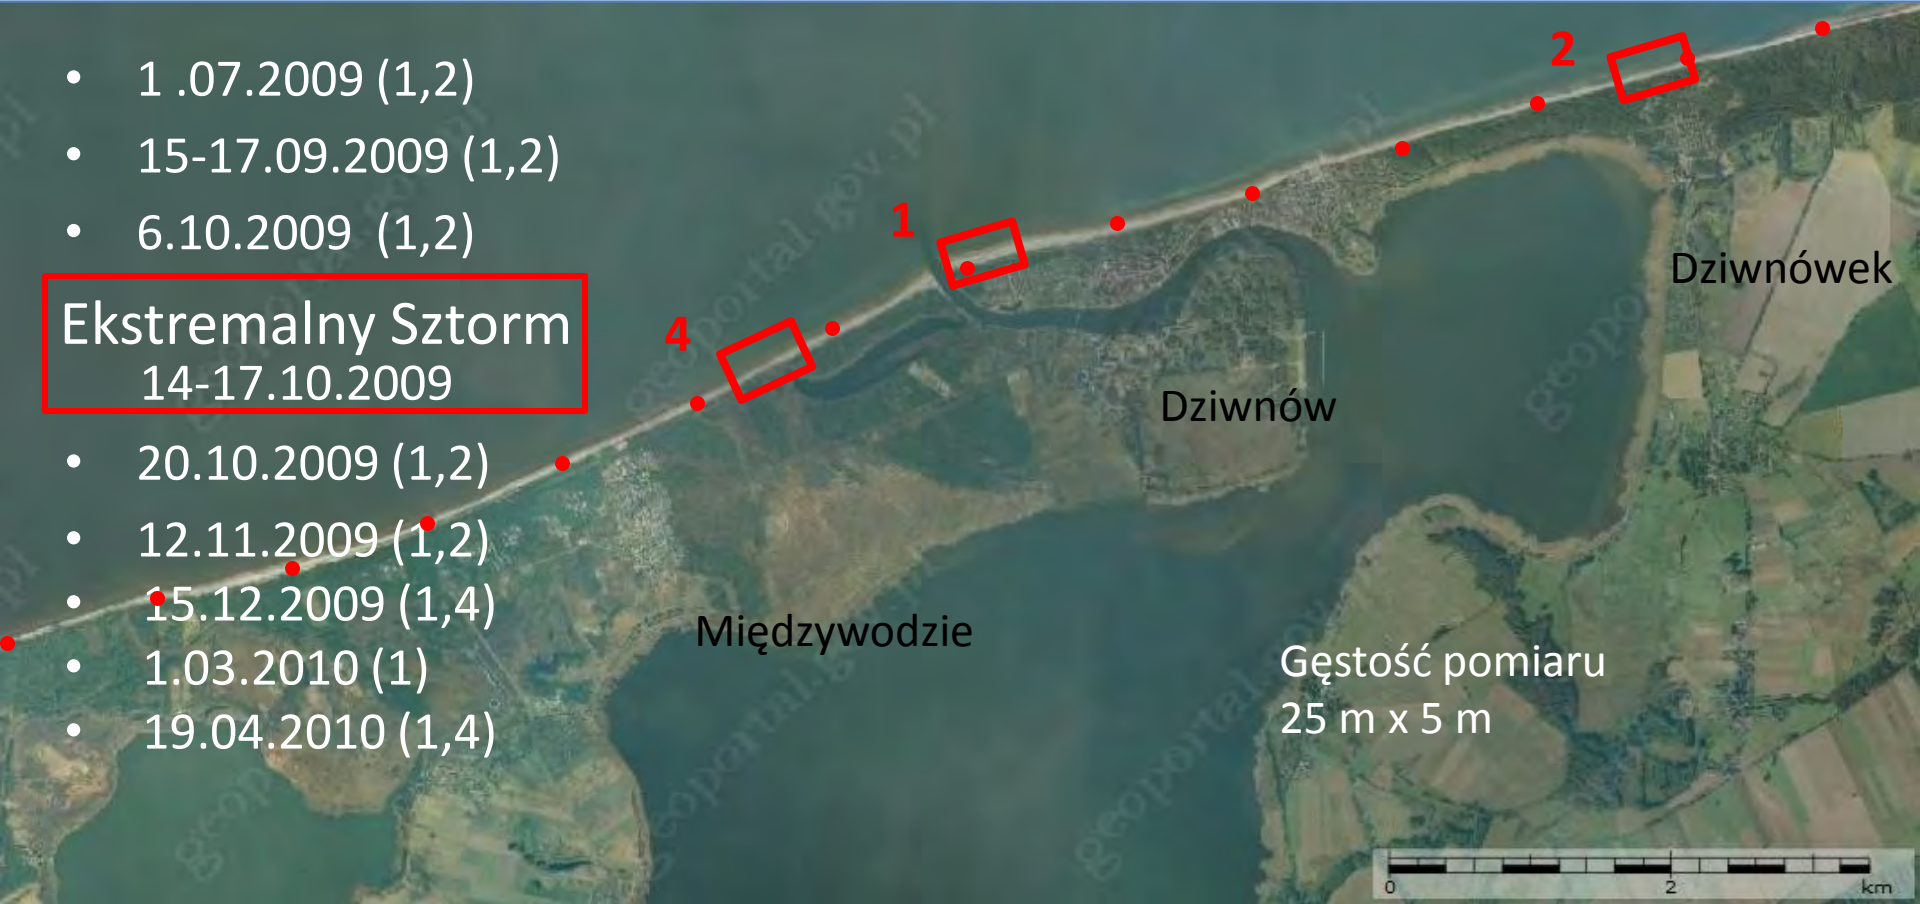 • 1 .07.2009 (1,2)
• 15-17.09.2009 (1,2)
• 6.10.2009 (1,2)
Ekstremalny Sztorm
14-17.10.2009
• 20.10.2009 (1,2)
• 12.11.2009 (1,2)
• 15.12.2009 (1,4)
• 1.03.2010 (1)
• 19.04.2010 (1,4)
2
1
4
Dziwnówek
Dziwnów
Międzywodzie
Gęstość pomiaru
25 m x 5 m
0 2 km
geoportal.gov.pl